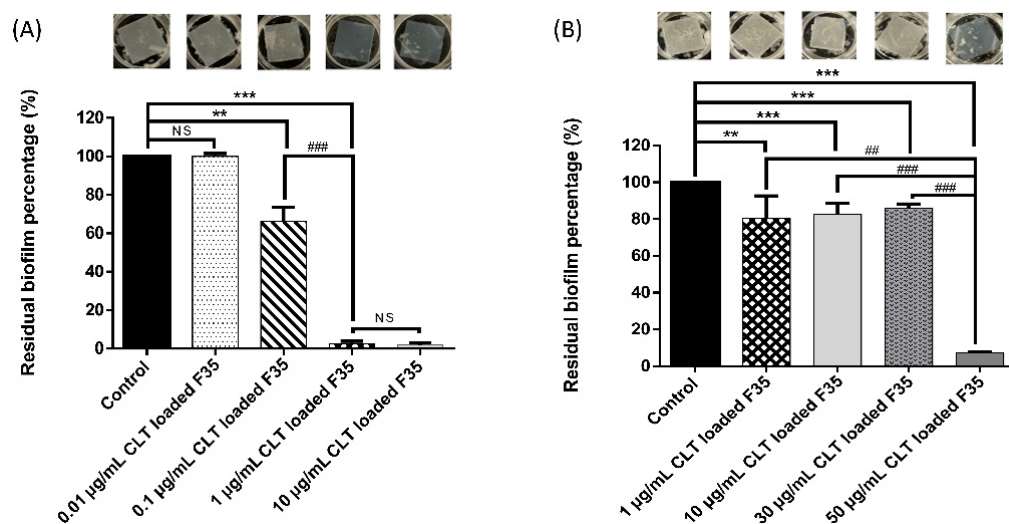 (A)
***
**
NS
###
NS
Residual biofilm percentage (%)
120
100
80
60
40
20
0
Control
0.01 µg/mL CLT loaded F35
0.1 µg/mL CLT loaded F35
1 µg/mL CLT loaded F35
10 µg/mL CLT loaded F35
(B)
***
***
***
**
##
###
###
Residual biofilm percentage (%)
120
100
80
60
40
20
0
Control
1 µg/mL CLT loaded F35
10 µg/mL CLT loaded F35
30 µg/mL CLT loaded F35
50 µg/mL CLT loaded F35